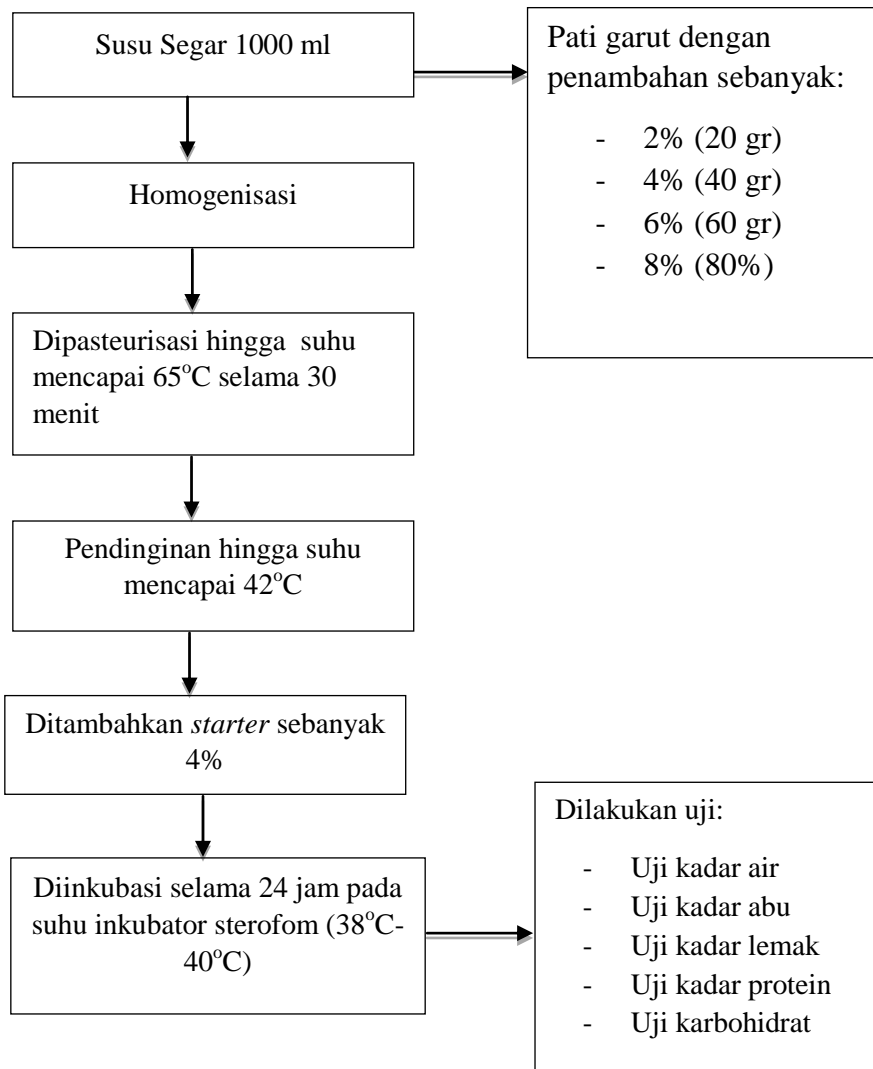 Susu Segar 1000 ml
Pati garut dengan
penambahan sebanyak:
- 2% (20 gr)
- 4% (40 gr)
- 6% (60 gr)
- 8% (80%)
Homogenisasi
Dipasteurisasi hingga suhu
mencapai 65°C selama 30
menit
Pendinginan hingga suhu
mencapai 42°C
Ditambahkan starter sebanyak
4%
Diinkubasi selama 24 jam pada
suhu inkubator sterofom (38°C-
40°C)
Dilakukan uji:
- Uji kadar air
- Uji kadar abu
- Uji kadar lemak
- Uji kadar protein
- Uji karbohidrat